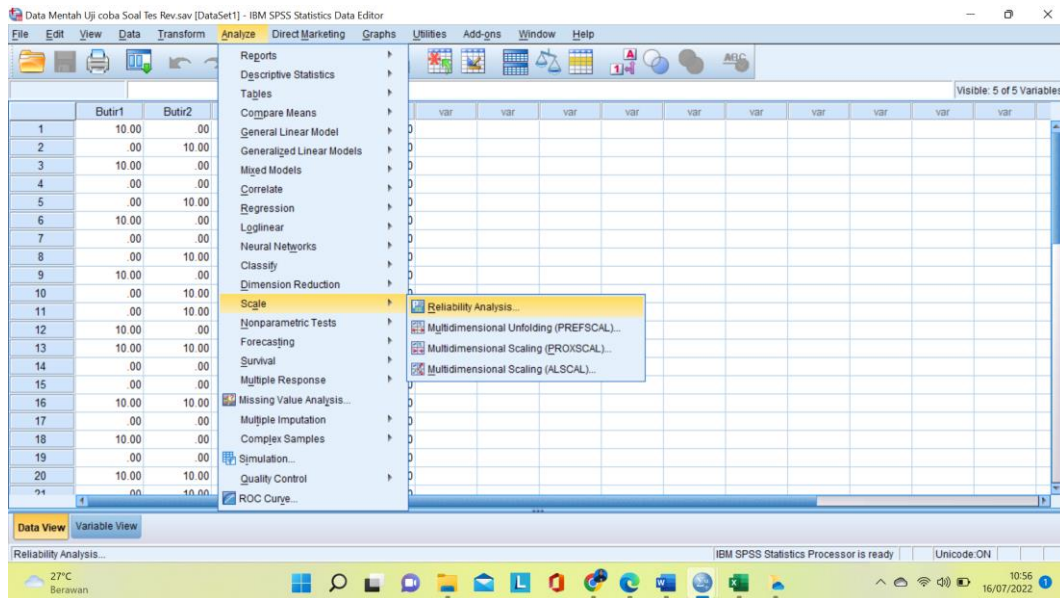 Data Mentah Uji coba Soal Tes Rev.sav [DataSet1] - IBM SPSS Statistics Data Editor
File Edit View Data Transform Analyze Direct Marketing Graphs Utilities Add-ons Window Help
Visible: 5 of 5 Variables
Butir1 Butir2 var var var var var var var var var var
1 10.00 .00
2 .00 10.00
3 10.00 .00
4 .00 .00
5 .00 10.00
6 10.00 .00
7 .00 .00
8 .00 10.00
9 10.00 .00
10 .00 10.00
11 .00 10.00
12 10.00 .00
13 10.00 10.00
14 .00 .00
15 .00 .00
16 10.00 10.00
17 .00 .00
18 10.00 .00
19 .00 .00
20 10.00 10.00
21 .00 10.00
Reports
Descriptive Statistics
Tables
Compare Means
General Linear Model
Generalized Linear Models
Mixed Models
Correlate
Regression
Loglinear
Neural Networks
Classify
Dimension Reduction
Scale
Nonparametric Tests
Forecasting
Survival
Multiple Response
Missing Value Analysis...
Multiple Imputation
Complex Samples
Simulation...
Quality Control
ROC Curve...
Reliability Analysis...
Multidimensional Unfolding (PREFSCAL)...
Multidimensional Scaling (PROXSCAL)...
Multidimensional Scaling (ALSCAL)...
Data View Variable View
Reliability Analysis... IBM SPSS Statistics Processor is ready Unicode:ON
27°C
Berawan
10:56
16/07/2022